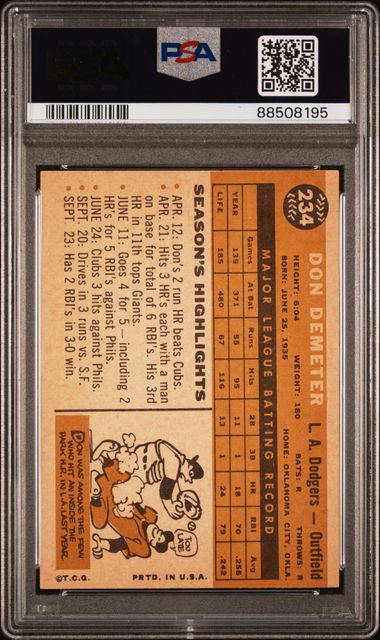 PSA
PSA
88508195
234
DON DEMETER L. A. Dodgers — Outfield
HEIGHT: 6:04 WEIGHT: 180 BATS: R THROWS: R
BORN: JUNE 25, 1935 HOME: OKLAHOMA CITY, OKLA.
MAJOR LEAGUE BATTING RECORD
Games At Bat Runs Hits 2B 3B HR RBI Avg
YEAR 139 371 55 95 11 1 18 70 .256
LIFE 185 480 67 116 13 1 24 79 .242
SEASON'S HIGHLIGHTS
• APR. 12: Don's 2 run HR beats Cubs.
• APR. 21: Hits 3 HR's each with a man
on base for total of 6 RBI's. His 3rd
HR in 11th tops Giants.
• JUNE 11: Goes 4 for 5—including 2
HR's for 5 RBI's against Phils.
• JUNE 24: Clubs 3 hits against Phils.
• SEPT. 20: Drives in 3 runs vs. S.F.
• SEPT. 23: Has 2 RBI's in 3-0 win.
TOO LATE
DON WAS AMONG THE FEW
WHO HIT AN INSIDE THE
PARK H.R. IN L.A. LAST YEAR.
©T.C.G. PRTD. IN U.S.A.